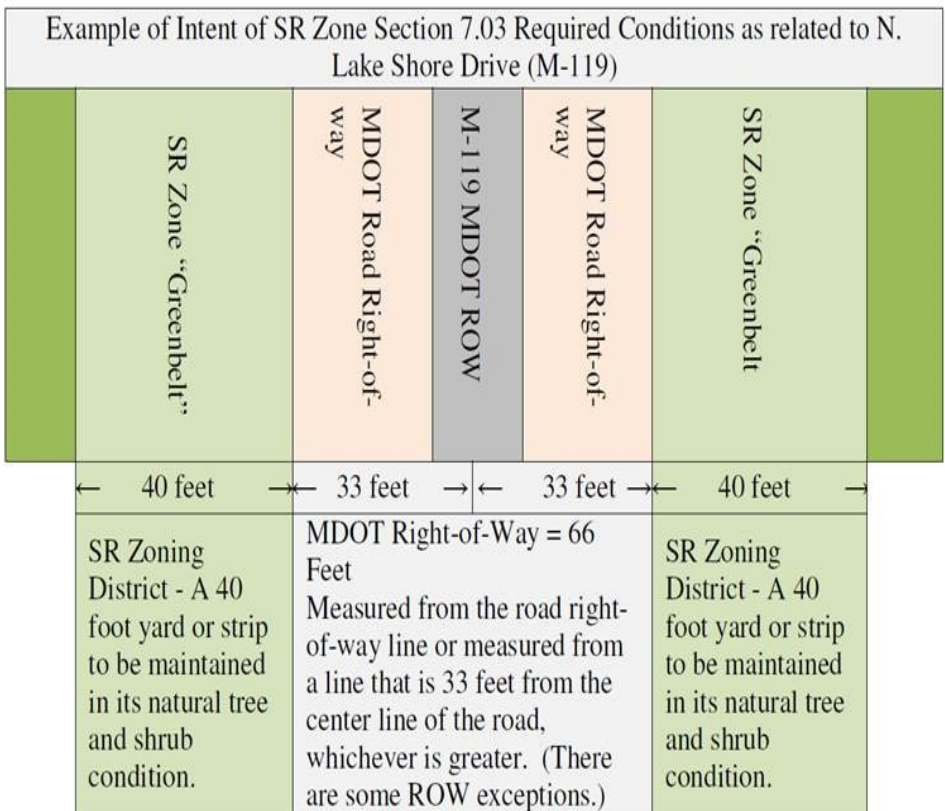 Example of Intent of SR Zone Section 7.03 Required Conditions as related to N.
Lake Shore Drive (M-119)
SR Zone “Greenbelt”
MDOT Road Right-of-
way
M-119 MDOT ROW
MDOT Road Right-of-
way
SR Zone “Greenbelt
← 40 feet →
← 33 feet →
← 33 feet →
← 40 feet →
SR Zoning
District - A 40
foot yard or strip
to be maintained
in its natural tree
and shrub
condition.
MDOT Right-of-Way = 66
Feet
Measured from the road right-
of-way line or measured from
a line that is 33 feet from the
center line of the road,
whichever is greater. (There
are some ROW exceptions.)
SR Zoning
District - A 40
foot yard or strip
to be maintained
in its natural tree
and shrub
condition.